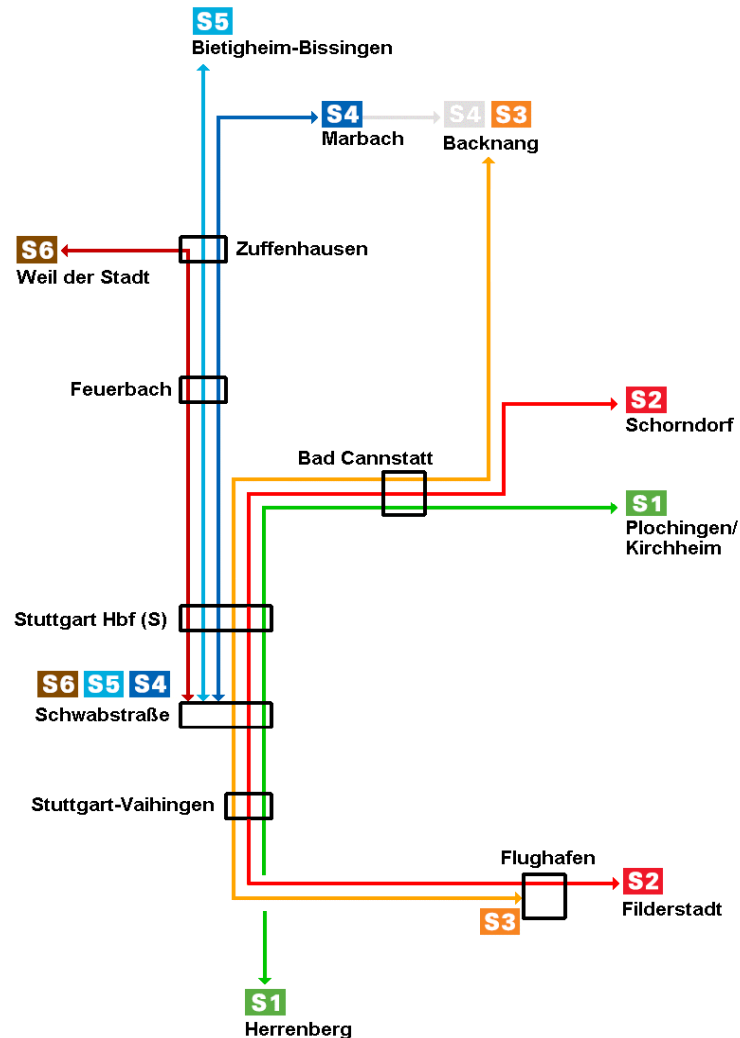 S5
Bietigheim-Bissingen
S4
Marbach
S4 S3
Backnang
S6
Weil der Stadt
Zuffenhausen
Feuerbach
S2
Schorndorf
Bad Cannstatt
S1
Plochingen/
Kirchheim
Stuttgart Hbf (S)
S6 S5 S4
Schwabstraße
Stuttgart-Vaihingen
Flughafen
S2
Filderstadt
S3
S1
Herrenberg